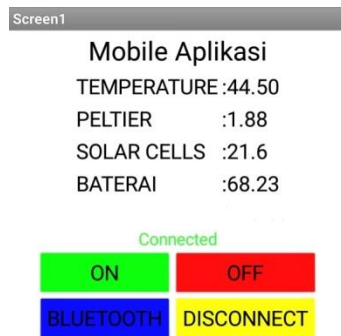 Screen1
Mobile Aplikasi
TEMPERATURE :44.50
PELTIER :1.88
SOLAR CELLS :21.6
BATERAI :68.23
Connected
ON OFF
BLUETOOTH DISCONNECT